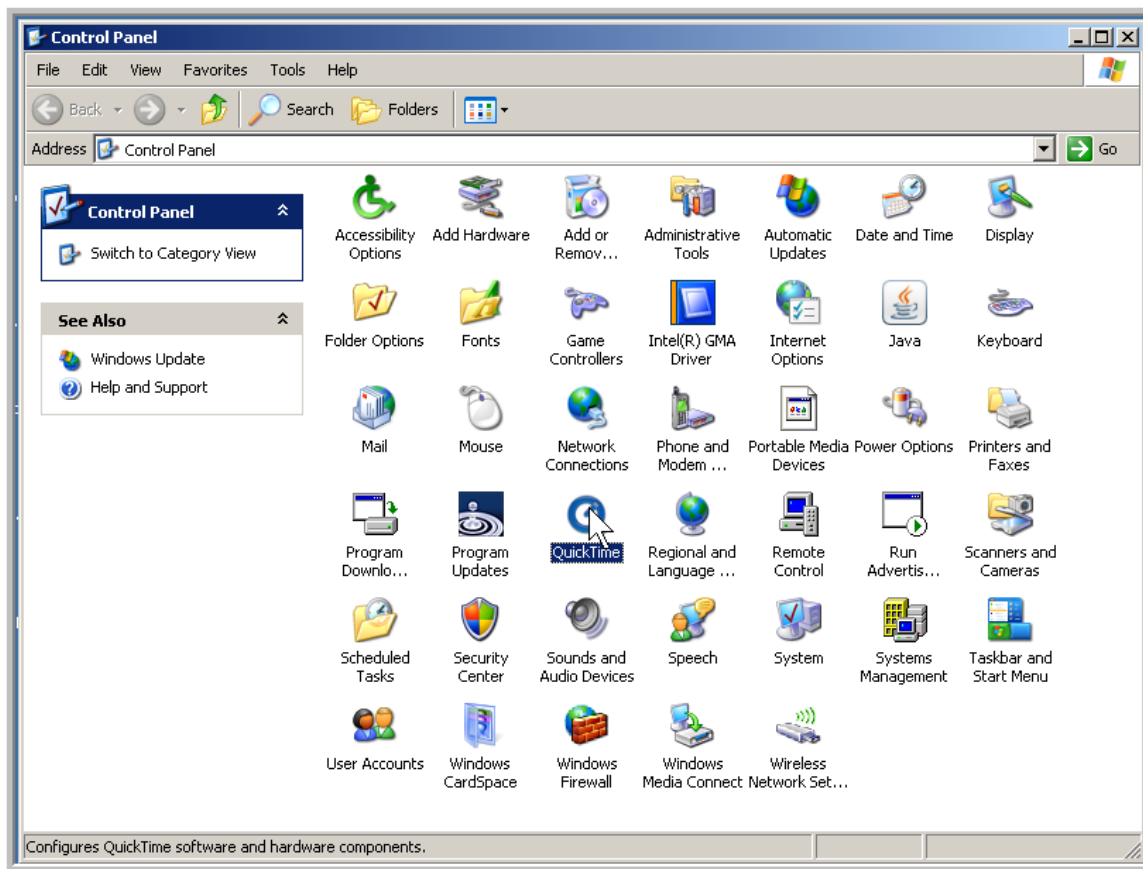 Control Panel
File Edit View Favorites Tools Help
Back Search Folders
Address Control Panel Go
Control Panel
Switch to Category View
See Also
Windows Update
Help and Support
Accessibility Options
Add Hardware
Add or Remov...
Administrative Tools
Automatic Updates
Date and Time
Display
Folder Options
Fonts
Game Controllers
Intel(R) GMA Driver
Internet Options
Java
Keyboard
Mail
Mouse
Network Connections
Phone and Modem ...
Portable Media Devices
Power Options
Printers and Faxes
Program Downlo...
Program Updates
QuickTime
Regional and Language ...
Remote Control
Run Advertis...
Scanners and Cameras
Scheduled Tasks
Security Center
Sounds and Audio Devices
Speech
System
Systems Management
Taskbar and Start Menu
User Accounts
Windows CardSpace
Windows Firewall
Windows Media Connect
Wireless Network Set...
Configures QuickTime software and hardware components.